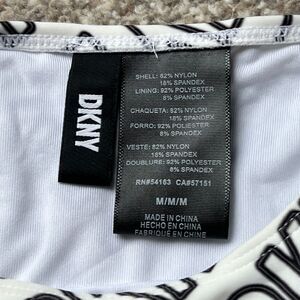 DKNY
SHELL: 82% NYLON
18% SPANDEX
LINING: 92% POLYESTER
8% SPANDEX
CHAQUETA: 82% NYLON
18% SPANDEX
FORRO: 92% POLYESTER
8% SPANDEX
VESTE: 82% NYLON
18% SPANDEX
DOUBLURE: 92% POLYESTER
8% SPANDEX
RN#54163 CA#57151
M/M/M
MADE IN CHINA
HECHO EN CHINA
FABRIQUÉ EN CHINE